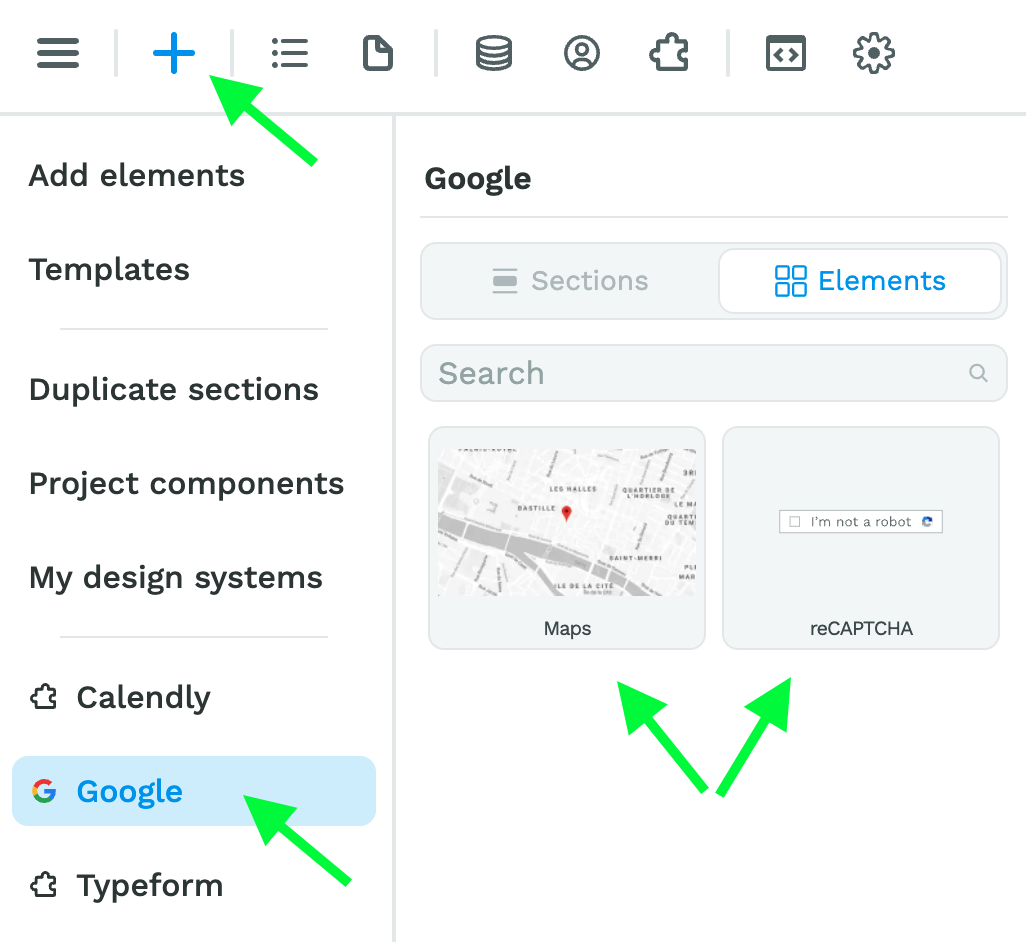 Add elements
Templates
Duplicate sections
Project components
My design systems
Calendly
Google
Typeform
Google
Sections
Elements
Search
LES HALLES
QUARTIER DE
L'HORLOGE
BASTILLE
SAINT-MERRI
ILE DE LA CITÉ
Maps
I'm not a robot
reCAPTCHA